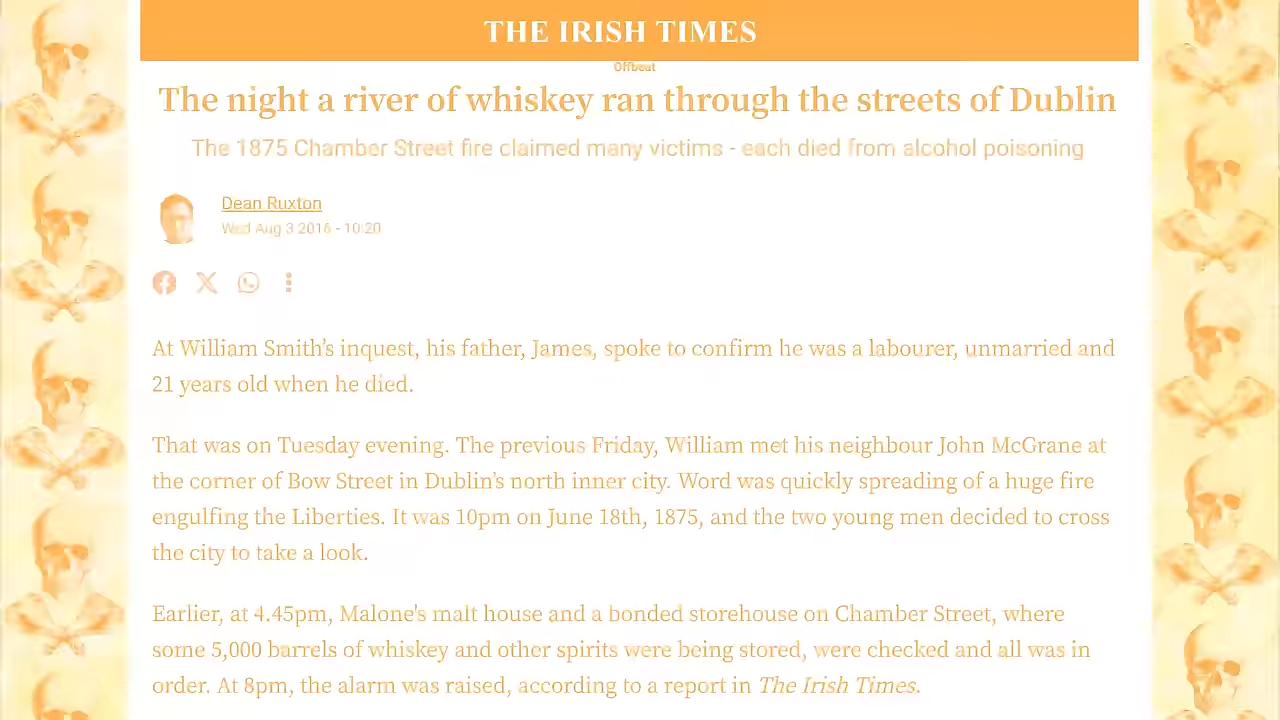 THE IRISH TIMES
Offbeat
The night a river of whiskey ran through the streets of Dublin
The 1875 Chamber Street fire claimed many victims - each died from alcohol poisoning
Dean Ruxton
Wed Aug 3 2016 - 10:20
At William Smith's inquest, his father, James, spoke to confirm he was a labourer, unmarried and
21 years old when he died.
That was on Tuesday evening. The previous Friday, William met his neighbour John McGrane at
the corner of Bow Street in Dublin's north inner city. Word was quickly spreading of a huge fire
engulfing the Liberties. It was 10pm on June 18th, 1875, and the two young men decided to cross
the city to take a look.
Earlier, at 4.45pm, Malone's malt house and a bonded storehouse on Chamber Street, where
some 5,000 barrels of whiskey and other spirits were being stored, were checked and all was in
order. At 8pm, the alarm was raised, according to a report in The Irish Times.